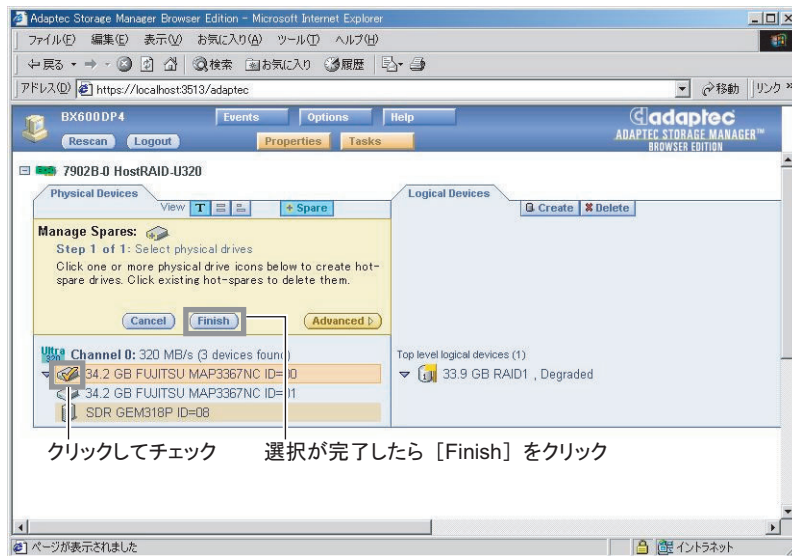 Adaptec Storage Manager Browser Edition - Microsoft Internet Explorer
ファイル(F) 編集(E) 表示(V) お気に入り(A) ツール(T) ヘルプ(H)
戻る 検索 お気に入り 履歴
アドレス(D) https://localhost:3513/adaptec 移動 リンク »
BX600DP4 Events Options Help adaptec
Rescan Logout Properties Tasks ADAPTEC STORAGE MANAGER™
BROWSER EDITION
7902B-0 HostRAID-U320
Physical Devices Logical Devices
View T + Spare Create Delete
Manage Spares:
Step 1 of 1: Select physical drives
Click one or more physical drive icons below to create hot-
spare drives. Click existing hot-spares to delete them.
Cancel Finish Advanced
Ultra 320 Channel 0: 320 MB/s (3 devices found) Top level logical devices (1)
34.2 GB FUJITSU MAP3367NC ID=00 33.9 GB RAID1 , Degraded
34.2 GB FUJITSU MAP3367NC ID=01
SDR GEM318P ID=08
クリックしてチェック 選択が完了したら［Finish］をクリック
ページが表示されました イントラネット